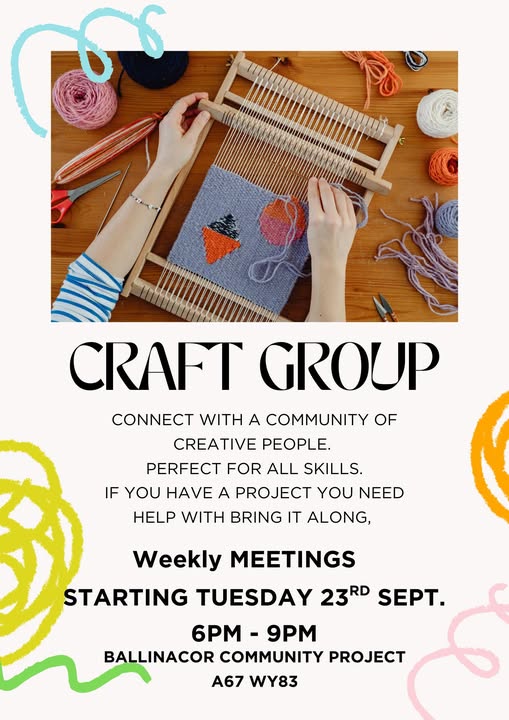 CRAFT GROUP
CONNECT WITH A COMMUNITY OF
CREATIVE PEOPLE.
PERFECT FOR ALL SKILLS.
IF YOU HAVE A PROJECT YOU NEED
HELP WITH BRING IT ALONG,
Weekly MEETINGS
STARTING TUESDAY 23RD SEPT.
6PM - 9PM
BALLINACOR COMMUNITY PROJECT
A67 WY83